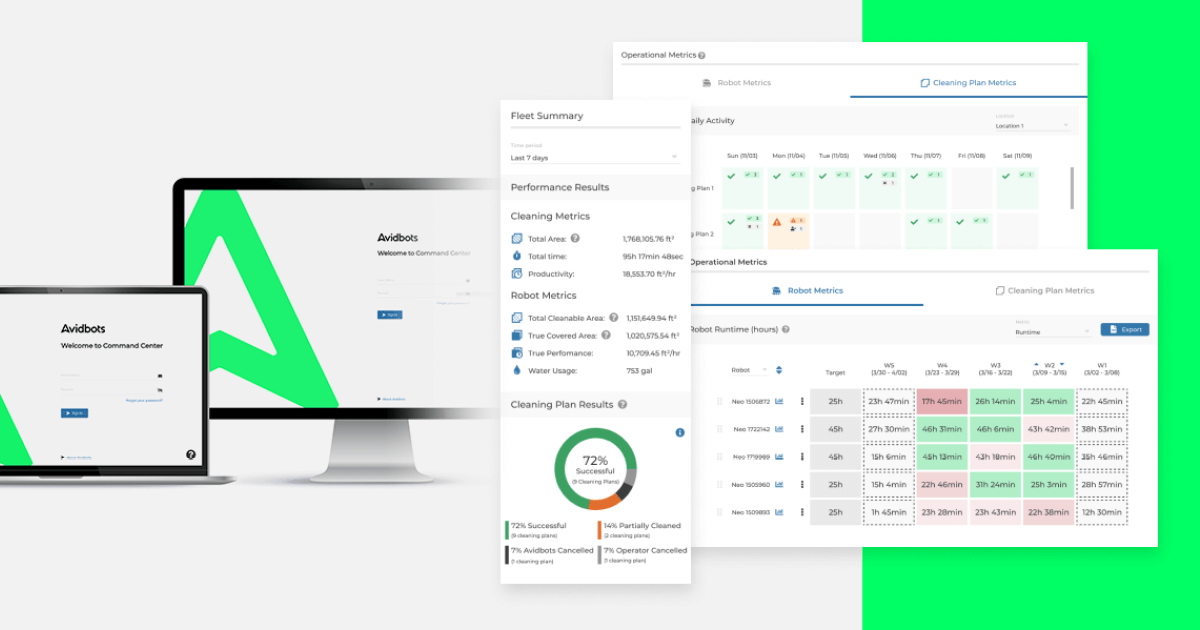 Avidbots
Welcome to Command Center
Sign In
Avidbots
Welcome to Command Center
Forgot your password?
Sign In
About Avidbots
?
Fleet Summary
Time period
Last 7 days
Performance Results
Cleaning Metrics
Total Area: ? 1,768,105.76 ft²
Total time: 95h 17min 48sec
Productivity: 18,553.70 ft²/hr
Robot Metrics
Total Cleanable Area: ? 1,151,649.94 ft²
True Covered Area: ? 1,020,575.54 ft²
True Perfomance: 10,709.45 ft²/hr
Water Usage: 753 gal
Cleaning Plan Results ?
72%
Successful
(9 Cleaning Plans)
72% Successful
(9 cleaning plans)
14% Partially Cleaned
(2 cleaning plans)
7% Avidbots Cancelled
(1 cleaning plan)
7% Operator Cancelled
(1 cleaning plan)
Operational Metrics ?
Robot Metrics
Cleaning Plan Metrics
aily Activity
Location
Location 1
Sun (11/03) Mon (11/04) Tue (11/05) Wed (11/06) Thu (11/07) Fri (11/08) Sat (11/09)
g Plan 1
g Plan 2
Operational Metrics
Robot Metrics
Cleaning Plan Metrics
Robot Runtime (hours) ?
Metric
Runtime
Export
Robot Target W5 W4 W3 W2 W1
(3/30 - 4/02) (3/23 - 3/29) (3/16 - 3/22) (3/09 - 3/15) (3/02 - 3/08)
Neo 1506872 25h 23h 47min 17h 45min 26h 14min 25h 4min 22h 45min
Neo 1722142 45h 27h 30min 46h 31min 46h 6min 43h 42min 38h 53min
Neo 1719989 45h 15h 6min 45h 13min 43h 18min 46h 40min 35h 46min
Neo 1505960 25h 15h 4min 22h 46min 31h 24min 25h 3min 28h 57min
Neo 1509893 25h 1h 45min 23h 28min 23h 43min 22h 38min 12h 30min